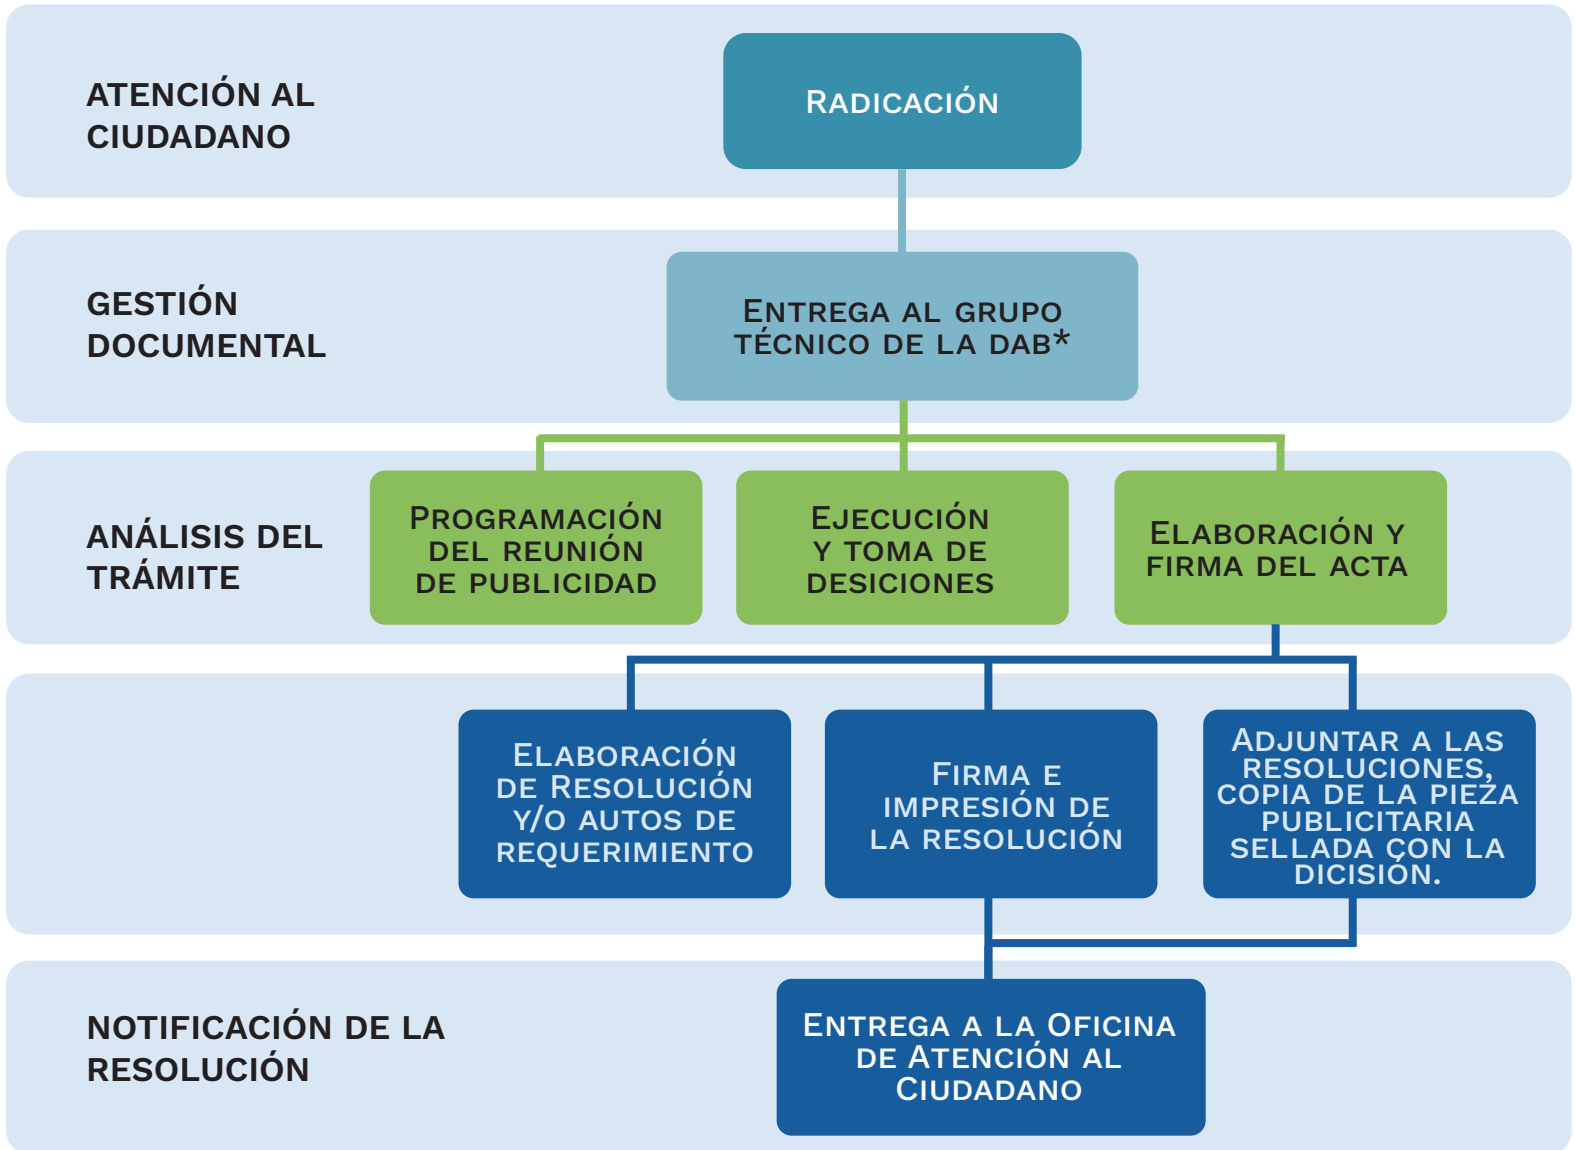 ATENCIÓN AL
CIUDADANO
RADICACIÓN
GESTIÓN
DOCUMENTAL
ENTREGA AL GRUPO
TÉCNICO DE LA DAB*
ANÁLISIS DEL
TRÁMITE
PROGRAMACIÓN
DEL REUNIÓN
DE PUBLICIDAD
EJECUCIÓN
Y TOMA DE
DESICIONES
ELABORACIÓN Y
FIRMA DEL ACTA
ELABORACIÓN
DE RESOLUCIÓN
Y/O AUTOS DE
REQUERIMIENTO
FIRMA E
IMPRESIÓN DE
LA RESOLUCIÓN
ADJUNTAR A LAS
RESOLUCIONES,
COPIA DE LA PIEZA
PUBLICITARIA
SELLADA CON LA
DICISIÓN.
NOTIFICACIÓN DE LA
RESOLUCIÓN
ENTREGA A LA OFICINA
DE ATENCIÓN AL
CIUDADANO